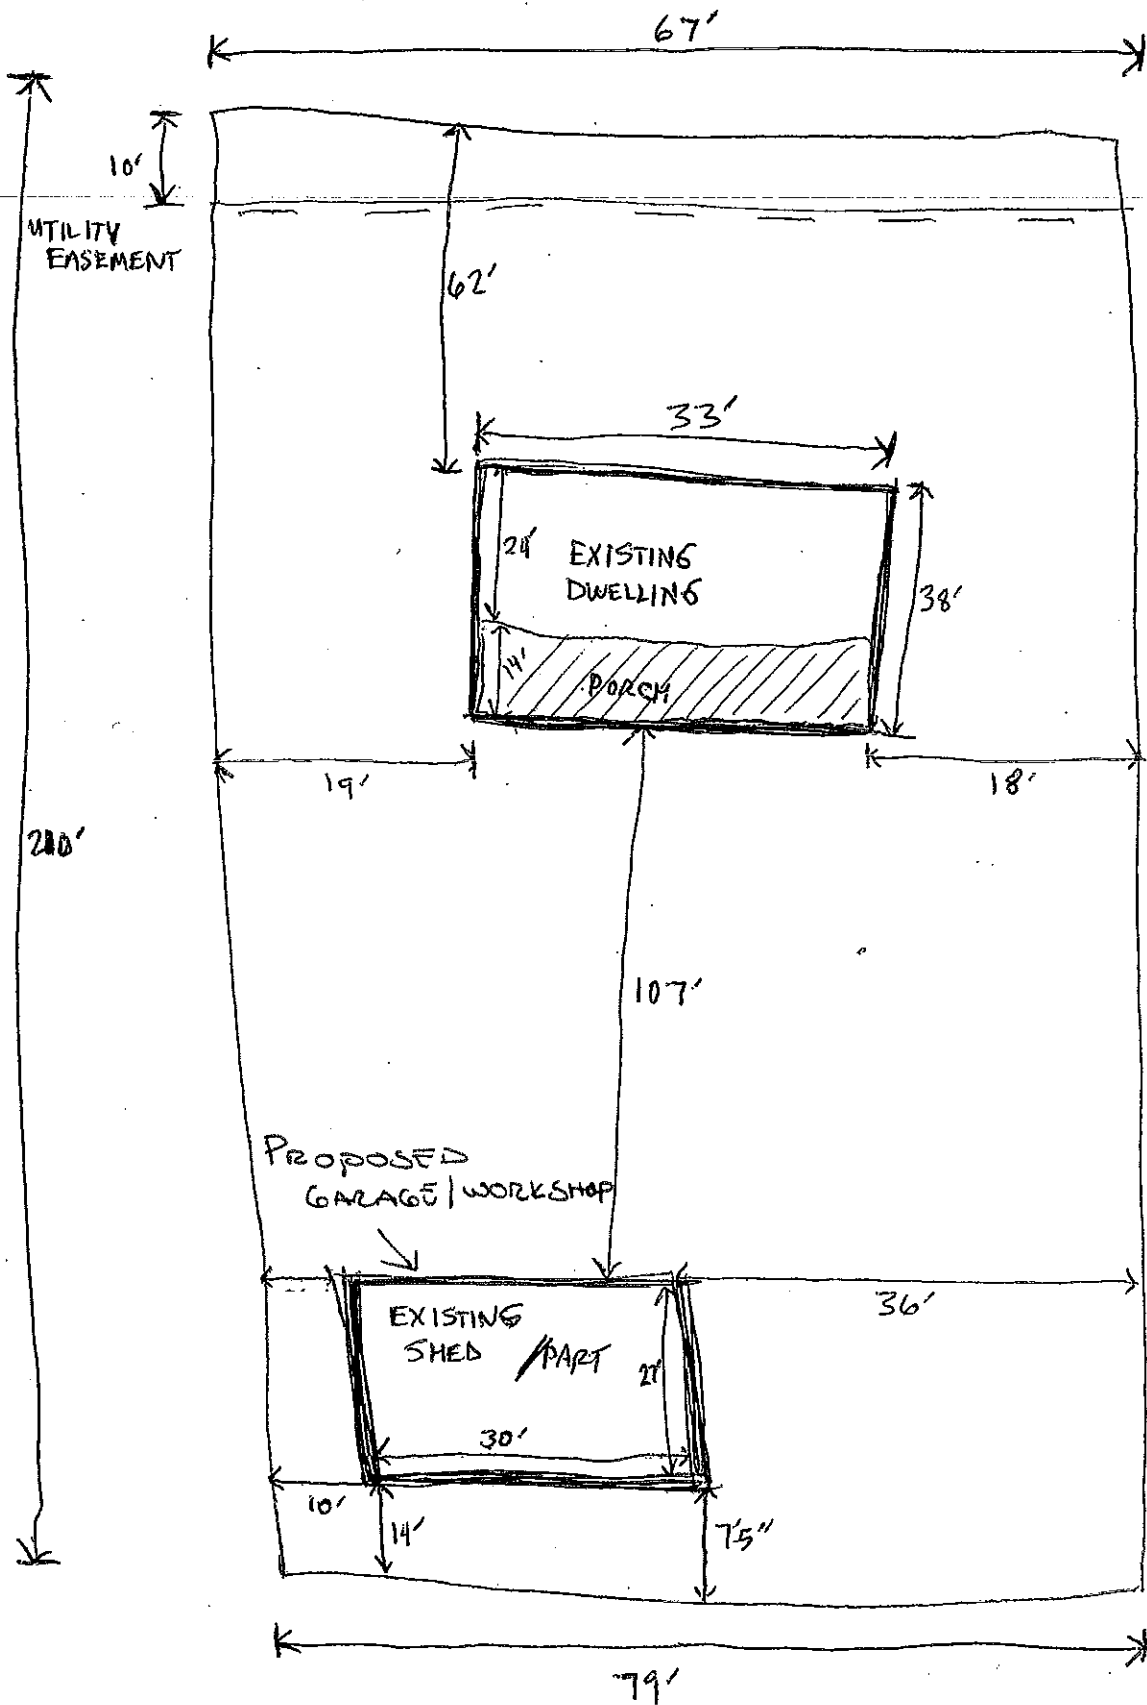 67'
10'
UTILITY
EASEMENT
62'
33'
24'
EXISTING
DWELLING
38'
14'
PORCH
19'
18'
210'
107'
PROPOSED
GARAGE/WORKSHOP
36'
EXISTING
SHED /PART
30'
10'
14'
7'5"
79'